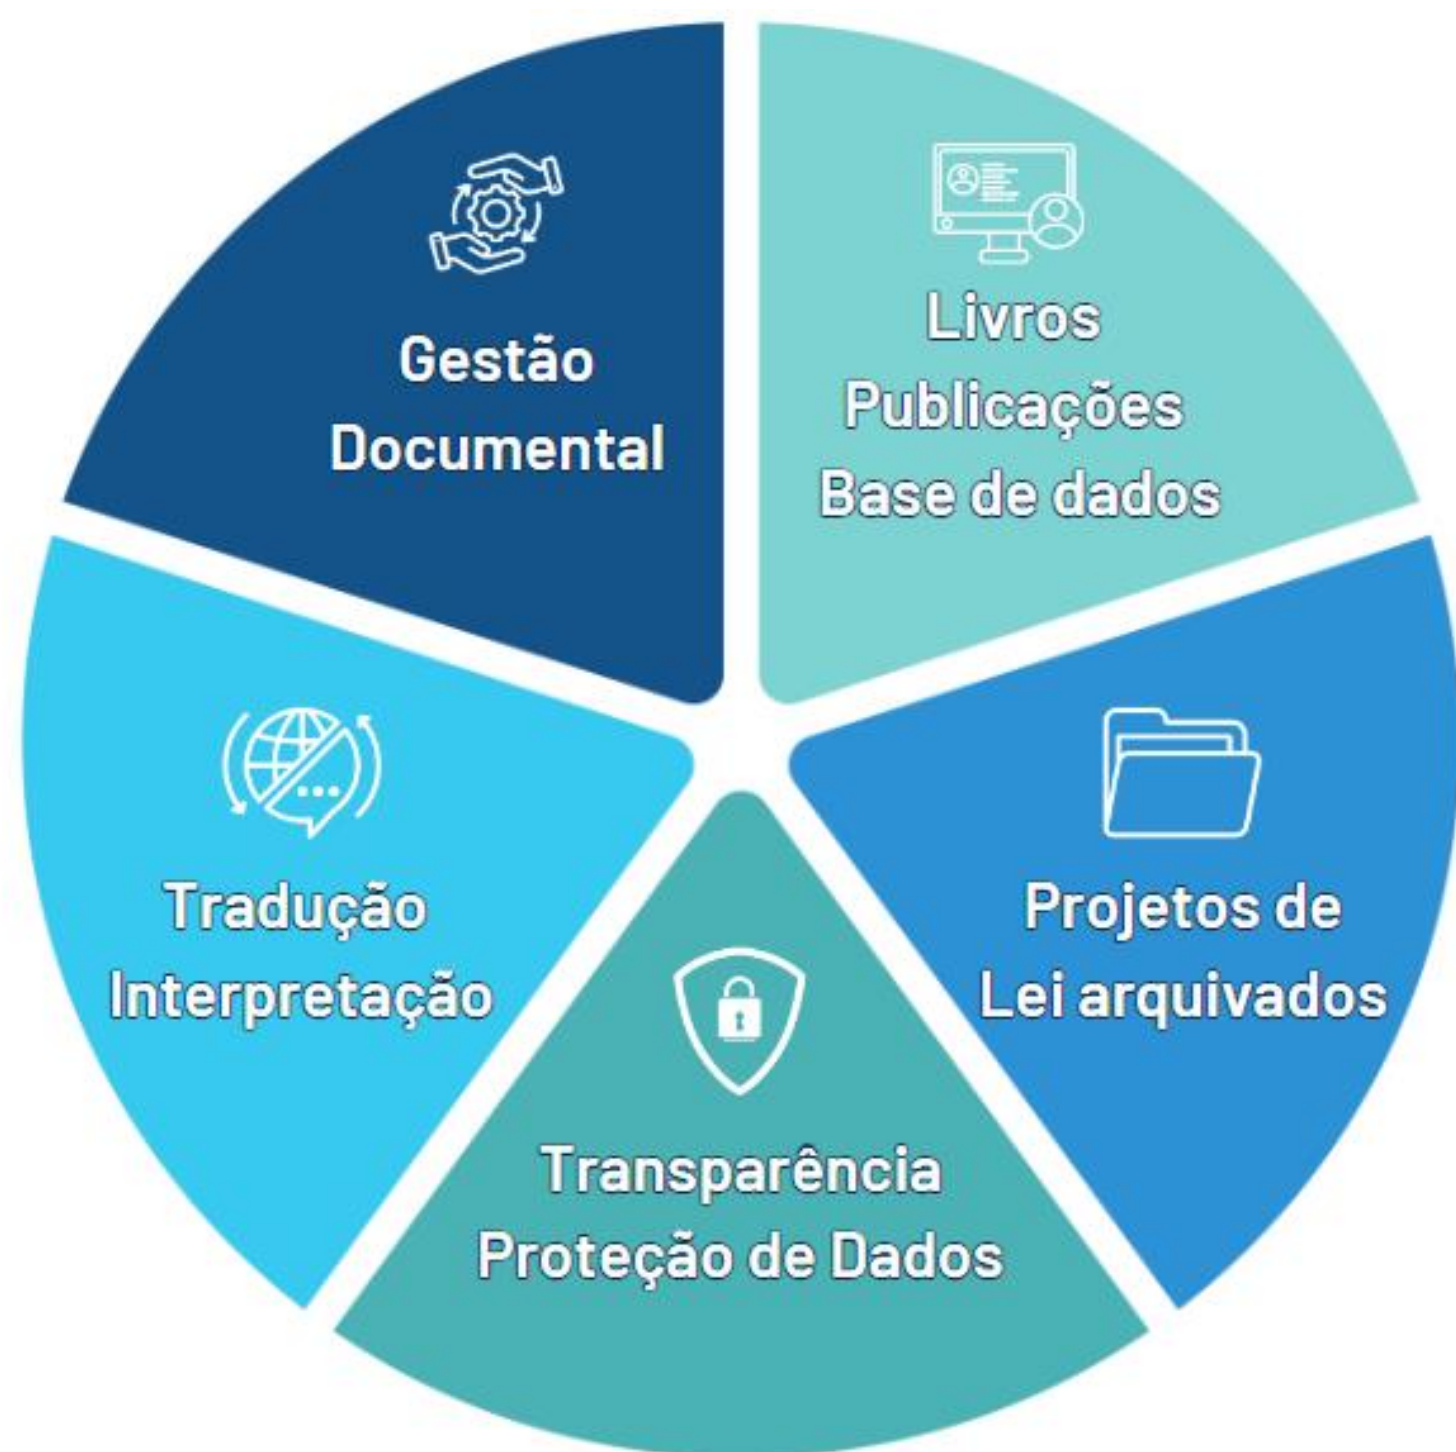 Gestão
Documental
Livros
Publicações
Base de dados
Tradução
Interpretação
Projetos de
Lei arquivados
Transparência
Proteção de Dados